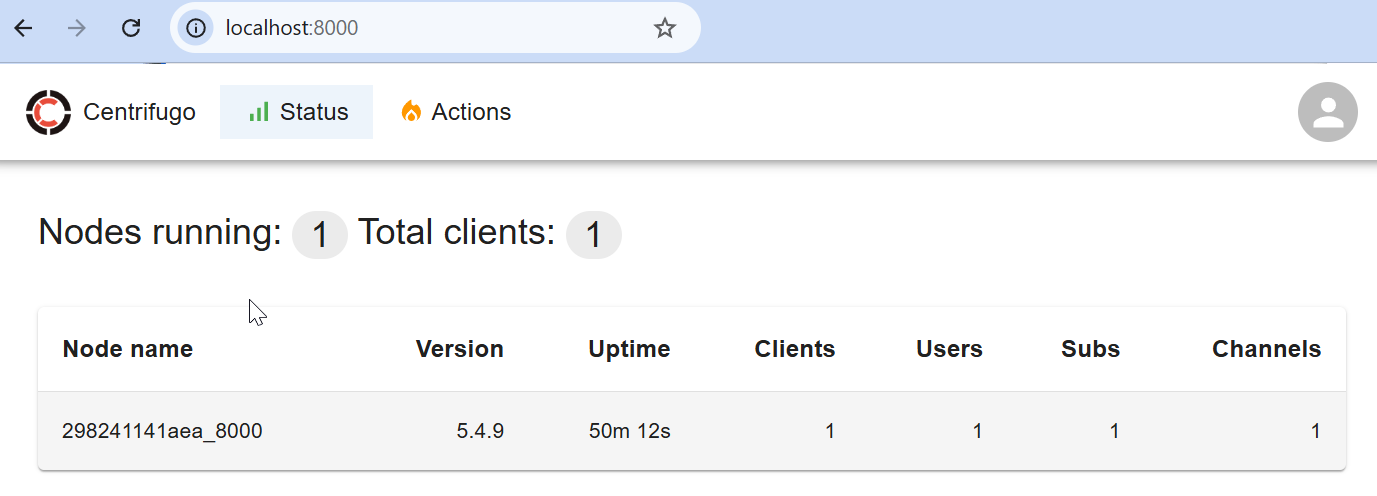 localhost:8000
Centrifugo Status Actions
Nodes running: 1 Total clients: 1
Node name Version Uptime Clients Users Subs Channels
298241141aea_8000 5.4.9 50m 12s 1 1 1 1